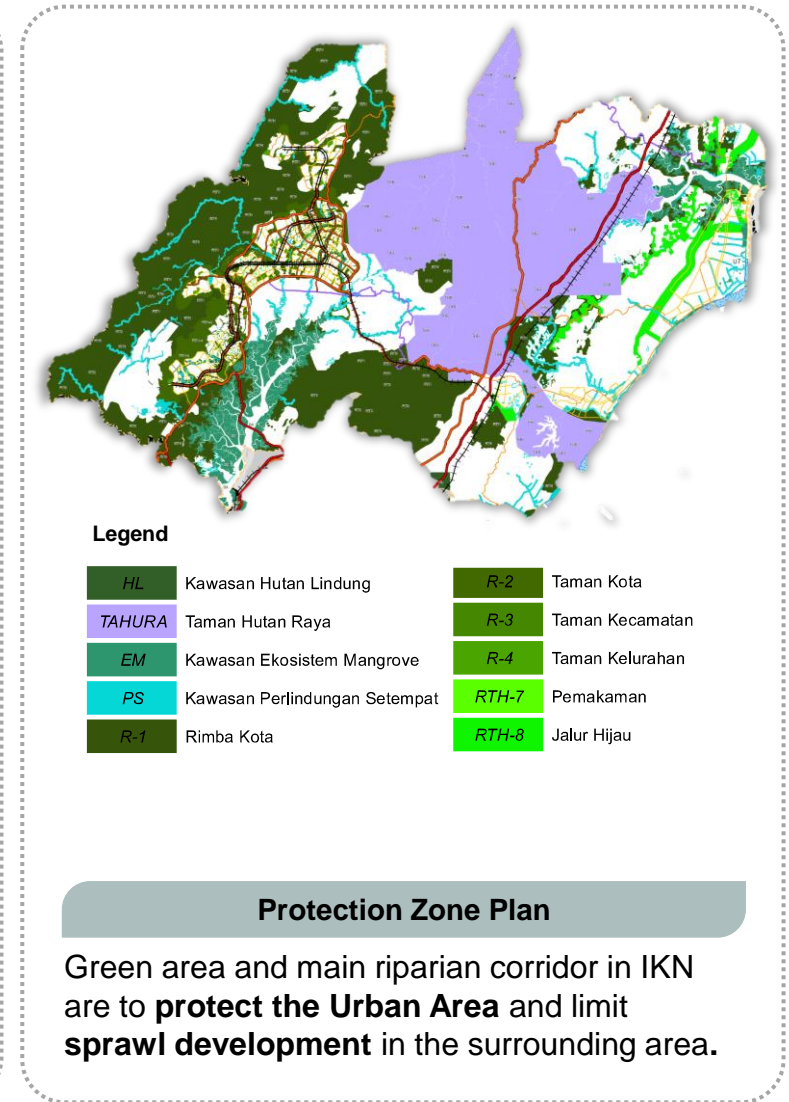 Legend
HL Kawasan Hutan Lindung
TAHURA Taman Hutan Raya
EM Kawasan Ekosistem Mangrove
PS Kawasan Perlindungan Setempat
R-1 Rimba Kota
R-2 Taman Kota
R-3 Taman Kecamatan
R-4 Taman Kelurahan
RTH-7 Pemakaman
RTH-8 Jalur Hijau
Protection Zone Plan
Green area and main riparian corridor in IKN
are to protect the Urban Area and limit
sprawl development in the surrounding area.